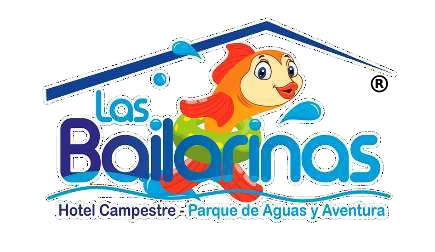 Las
®
Bailarinas
Hotel Campestre - Parque de Aguas y Aventura